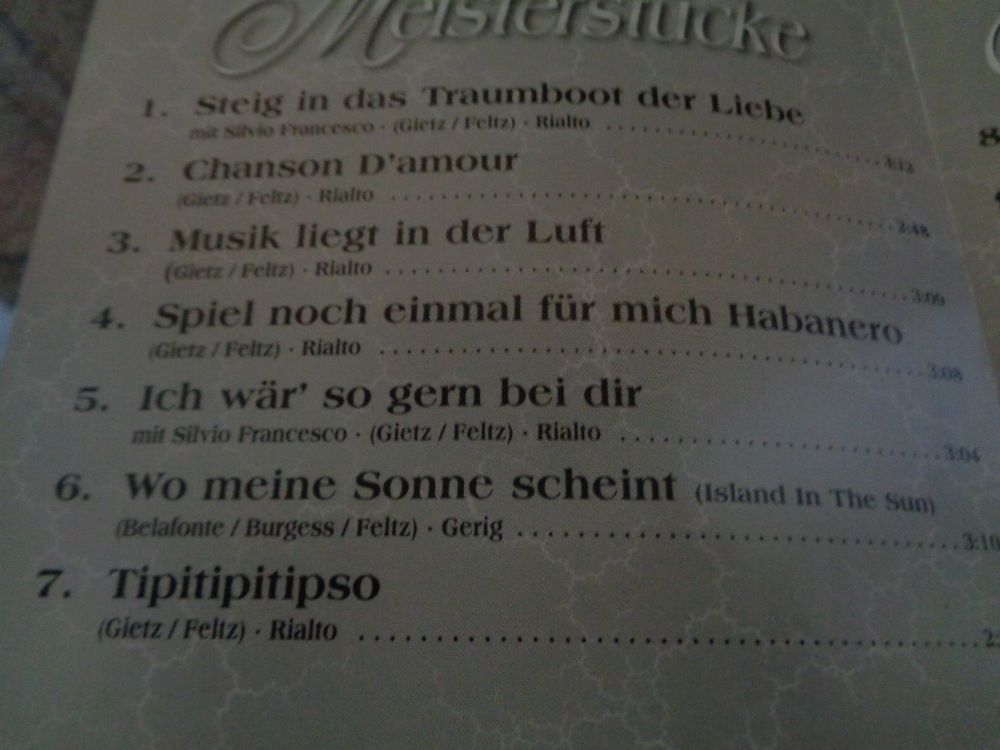 Meisterstücke
1. Steig in das Traumboot der Liebe
mit Silvio Francesco · (Gietz / Feltz) · Rialto ........ 3:12
2. Chanson D'amour
(Gietz / Feltz) · Rialto ........ 3:48
3. Musik liegt in der Luft
(Gietz / Feltz) · Rialto ........ 3:09
4. Spiel noch einmal für mich Habanero
(Gietz / Feltz) · Rialto ........ 3:08
5. Ich wär' so gern bei dir
mit Silvio Francesco · (Gietz / Feltz) · Rialto ........ 3:04
6. Wo meine Sonne scheint (Island In The Sun)
(Belafonte / Burgess / Feltz) · Gerig ........ 3:10
7. Tipitipitipso
(Gietz / Feltz) · Rialto ........